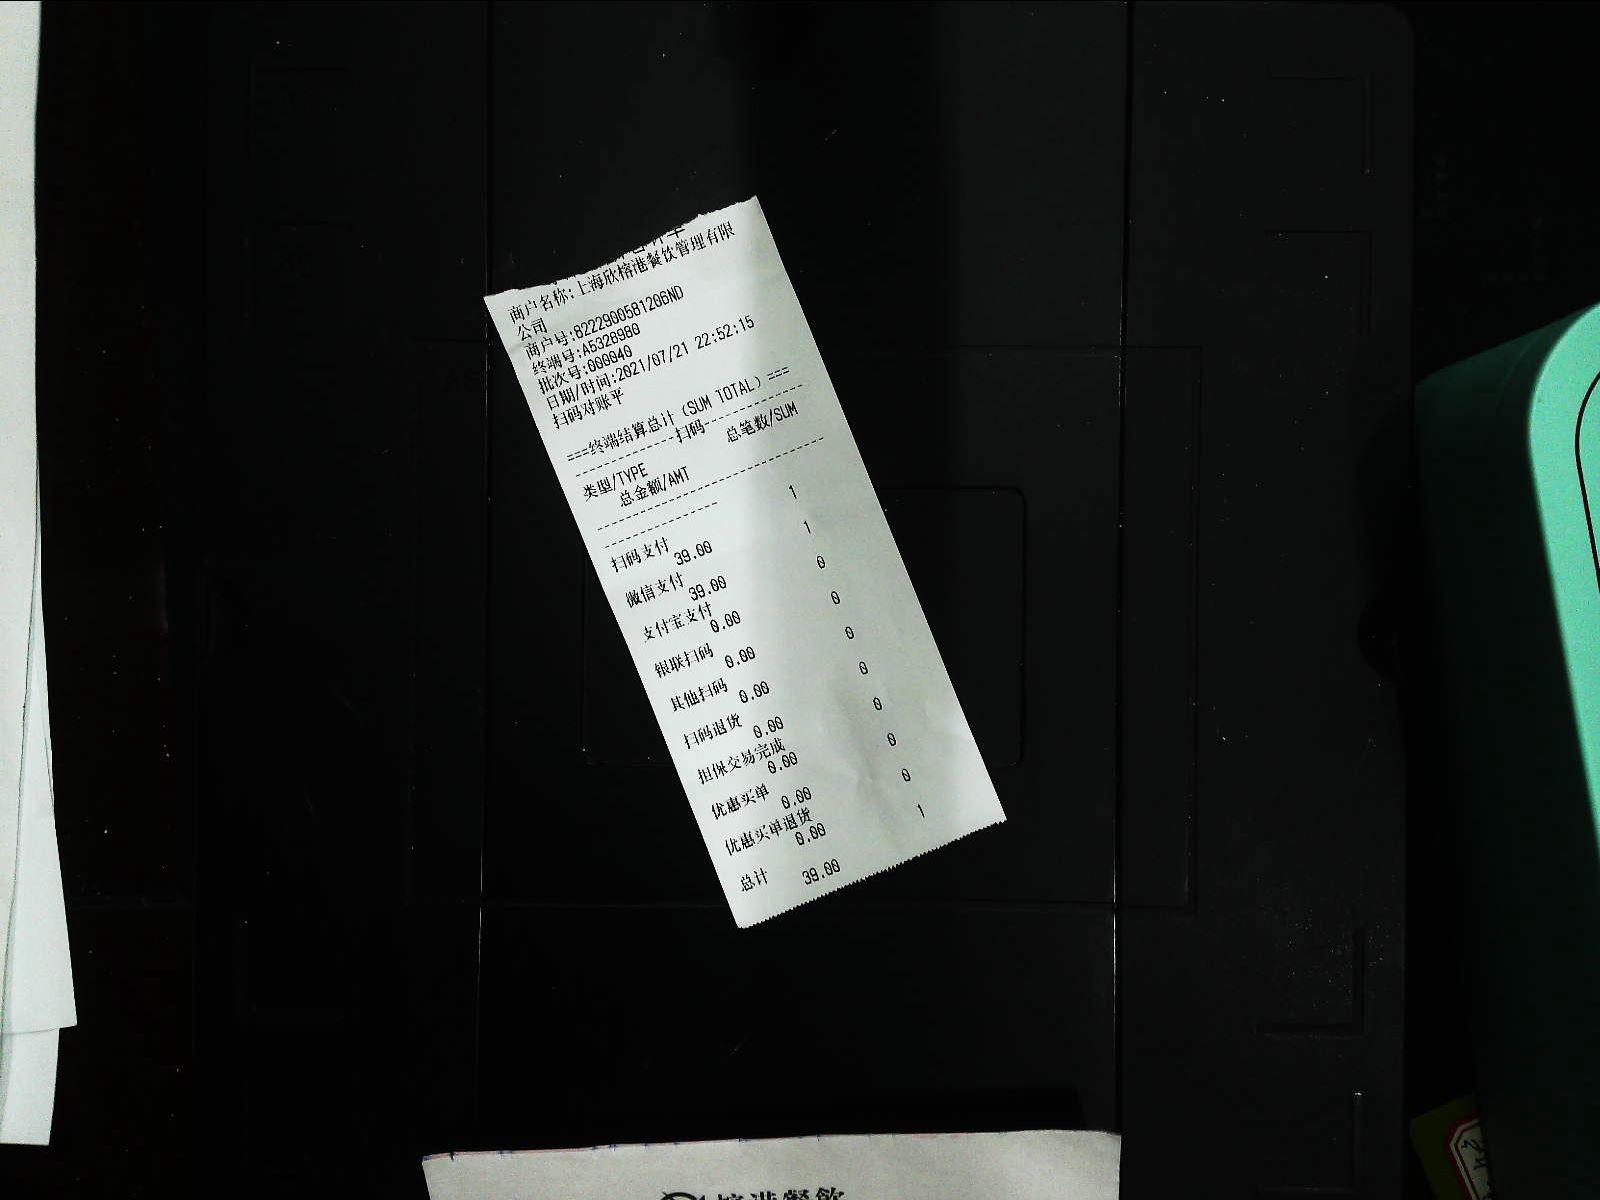 商户名称:上海欣榕港餐饮管理有限
公司
商户号:8222900581206ND
终端号:A5328980
批次号:000040
日期/时间:2021/07/21 22:52:15
扫码对账平
===终端结算总计(SUM TOTAL)===
--------------扫码--------------
类型/TYPE 总笔数/SUM
总金额/AMT
--------------------------------
----------------
扫码支付 1
39.00
微信支付 1
39.00
支付宝支付 0
0.00
银联扫码 0
0.00
其他扫码 0
0.00
扫码退货 0
0.00
担保交易完成 0
0.00
优惠买单 0
0.00
优惠买单退货 0
0.00
总计 1
39.00
榕港餐飲